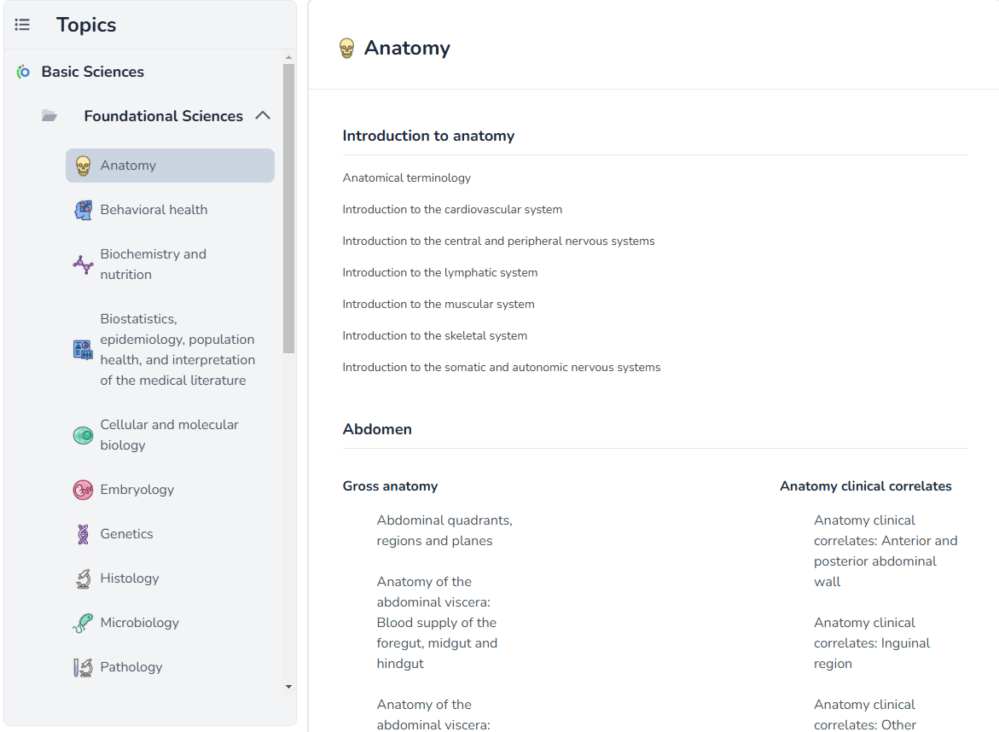 Topics
Basic Sciences
Foundational Sciences
Anatomy
Behavioral health
Biochemistry and
nutrition
Biostatistics,
epidemiology, population
health, and interpretation
of the medical literature
Cellular and molecular
biology
Embryology
Genetics
Histology
Microbiology
Pathology
Anatomy
Introduction to anatomy
Anatomical terminology
Introduction to the cardiovascular system
Introduction to the central and peripheral nervous systems
Introduction to the lymphatic system
Introduction to the muscular system
Introduction to the skeletal system
Introduction to the somatic and autonomic nervous systems
Abdomen
Gross anatomy
Abdominal quadrants,
regions and planes
Anatomy of the
abdominal viscera:
Blood supply of the
foregut, midgut and
hindgut
Anatomy of the
abdominal viscera:
Anatomy clinical correlates
Anatomy clinical
correlates: Anterior and
posterior abdominal
wall
Anatomy clinical
correlates: Inguinal
region
Anatomy clinical
correlates: Other